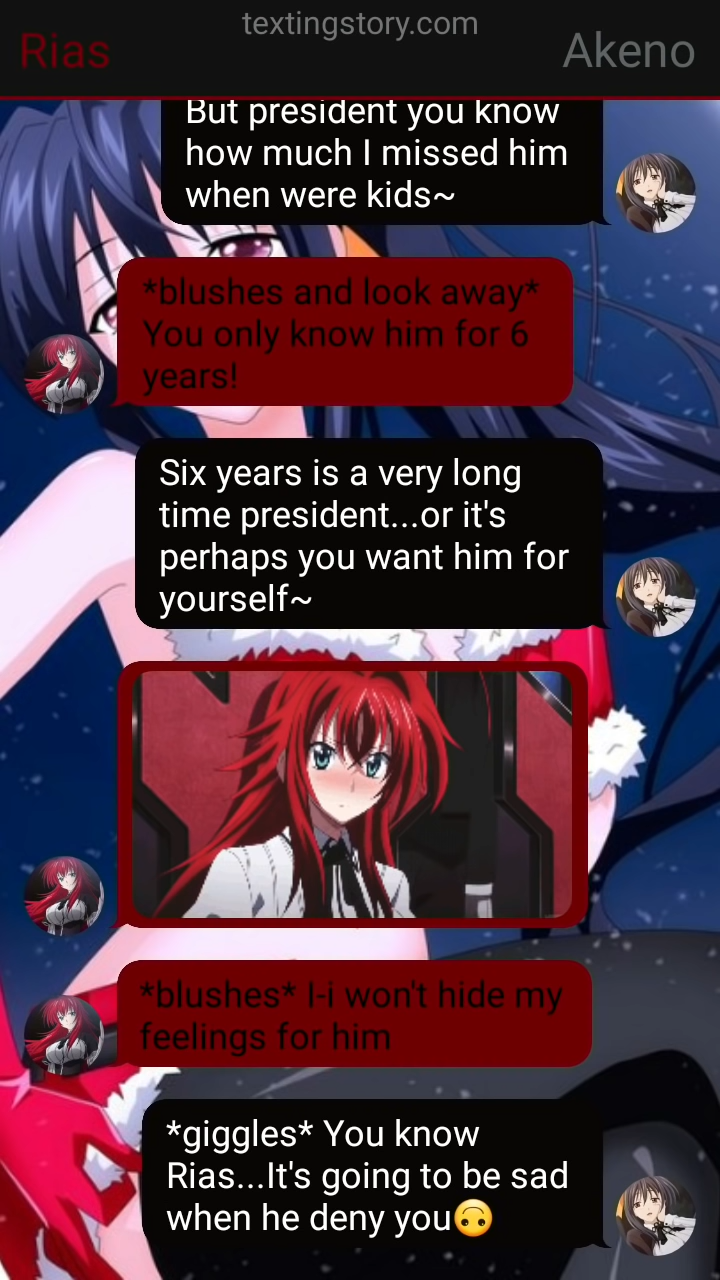 textingstory.com
Rias
Akeno
But president you know
how much I missed him
when were kids~
*blushes and look away*
You only know him for 6
years!
Six years is a very long
time president...or it's
perhaps you want him for
yourself~
*blushes* I-i won't hide my
feelings for him
*giggles* You know
Rias...It's going to be sad
when he deny you🙃